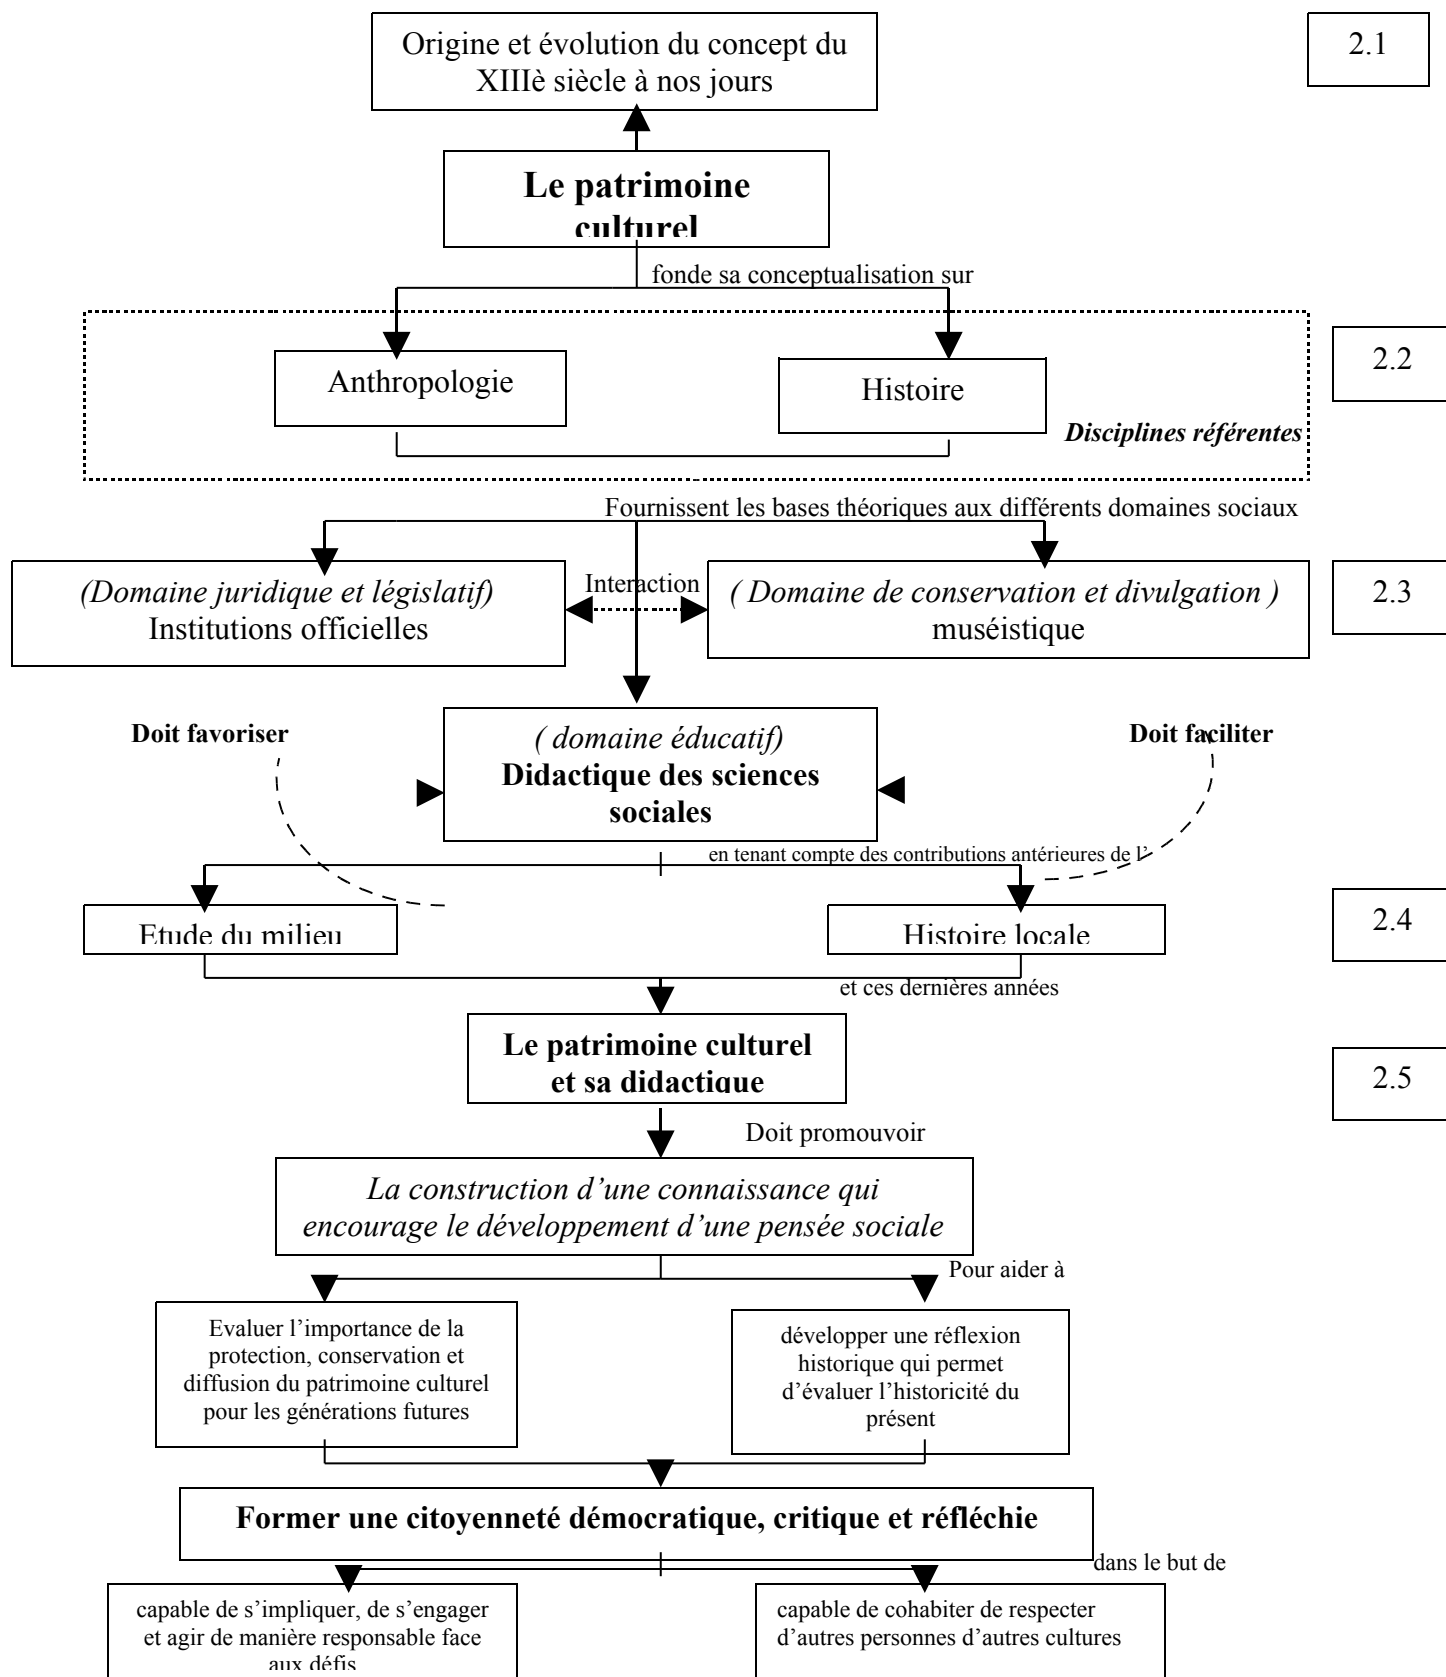 Origine et évolution du concept du
XIIIè siècle à nos jours
2.1
Le patrimoine
culturel
fonde sa conceptualisation sur
Anthropologie
Histoire
2.2
Disciplines référentes
Fournissent les bases théoriques aux différents domaines sociaux
(Domaine juridique et législatif)
Institutions officielles
Interaction
( Domaine de conservation et divulgation )
muséistique
2.3
Doit favoriser
( domaine éducatif)
Didactique des sciences
sociales
Doit faciliter
en tenant compte des contributions antérieures de l’
Etude du milieu
Histoire locale
2.4
et ces dernières années
Le patrimoine culturel
et sa didactique
2.5
Doit promouvoir
La construction d’une connaissance qui
encourage le développement d’une pensée sociale
Pour aider à
Evaluer l’importance de la
protection, conservation et
diffusion du patrimoine culturel
pour les générations futures
développer une réflexion
historique qui permet
d’évaluer l’historicité du
présent
Former une citoyenneté démocratique, critique et réfléchie
dans le but de
capable de s’impliquer, de s’engager
et agir de manière responsable face
aux défis
capable de cohabiter de respecter
d’autres personnes d’autres cultures